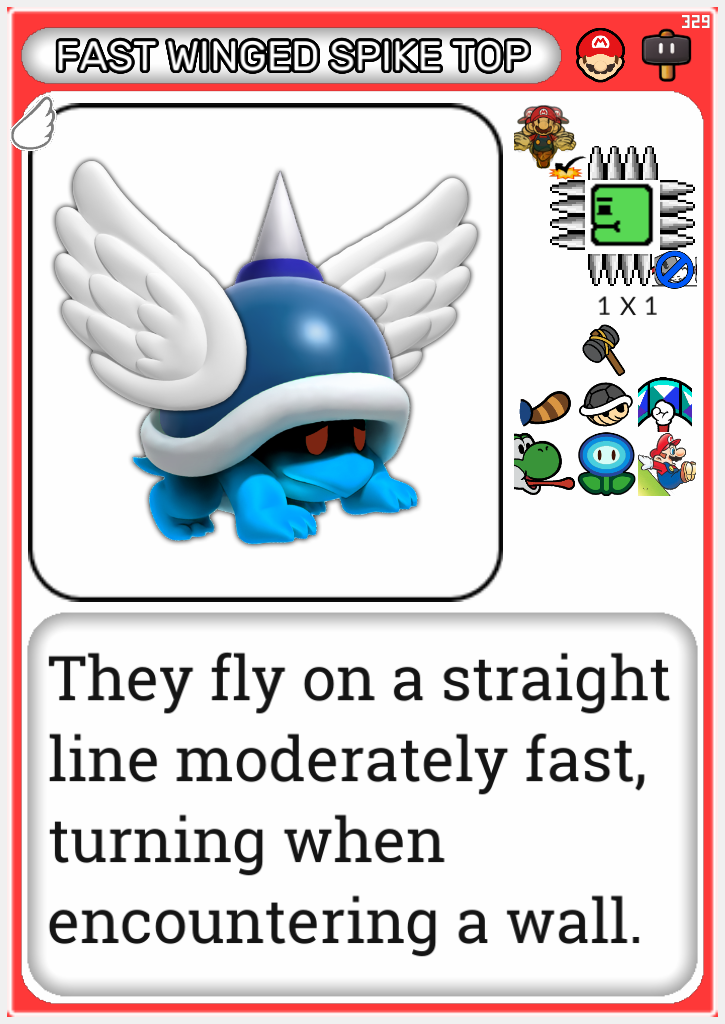 329
FAST WINGED SPIKE TOP
1 X 1
They fly on a straight
line moderately fast,
turning when
encountering a wall.